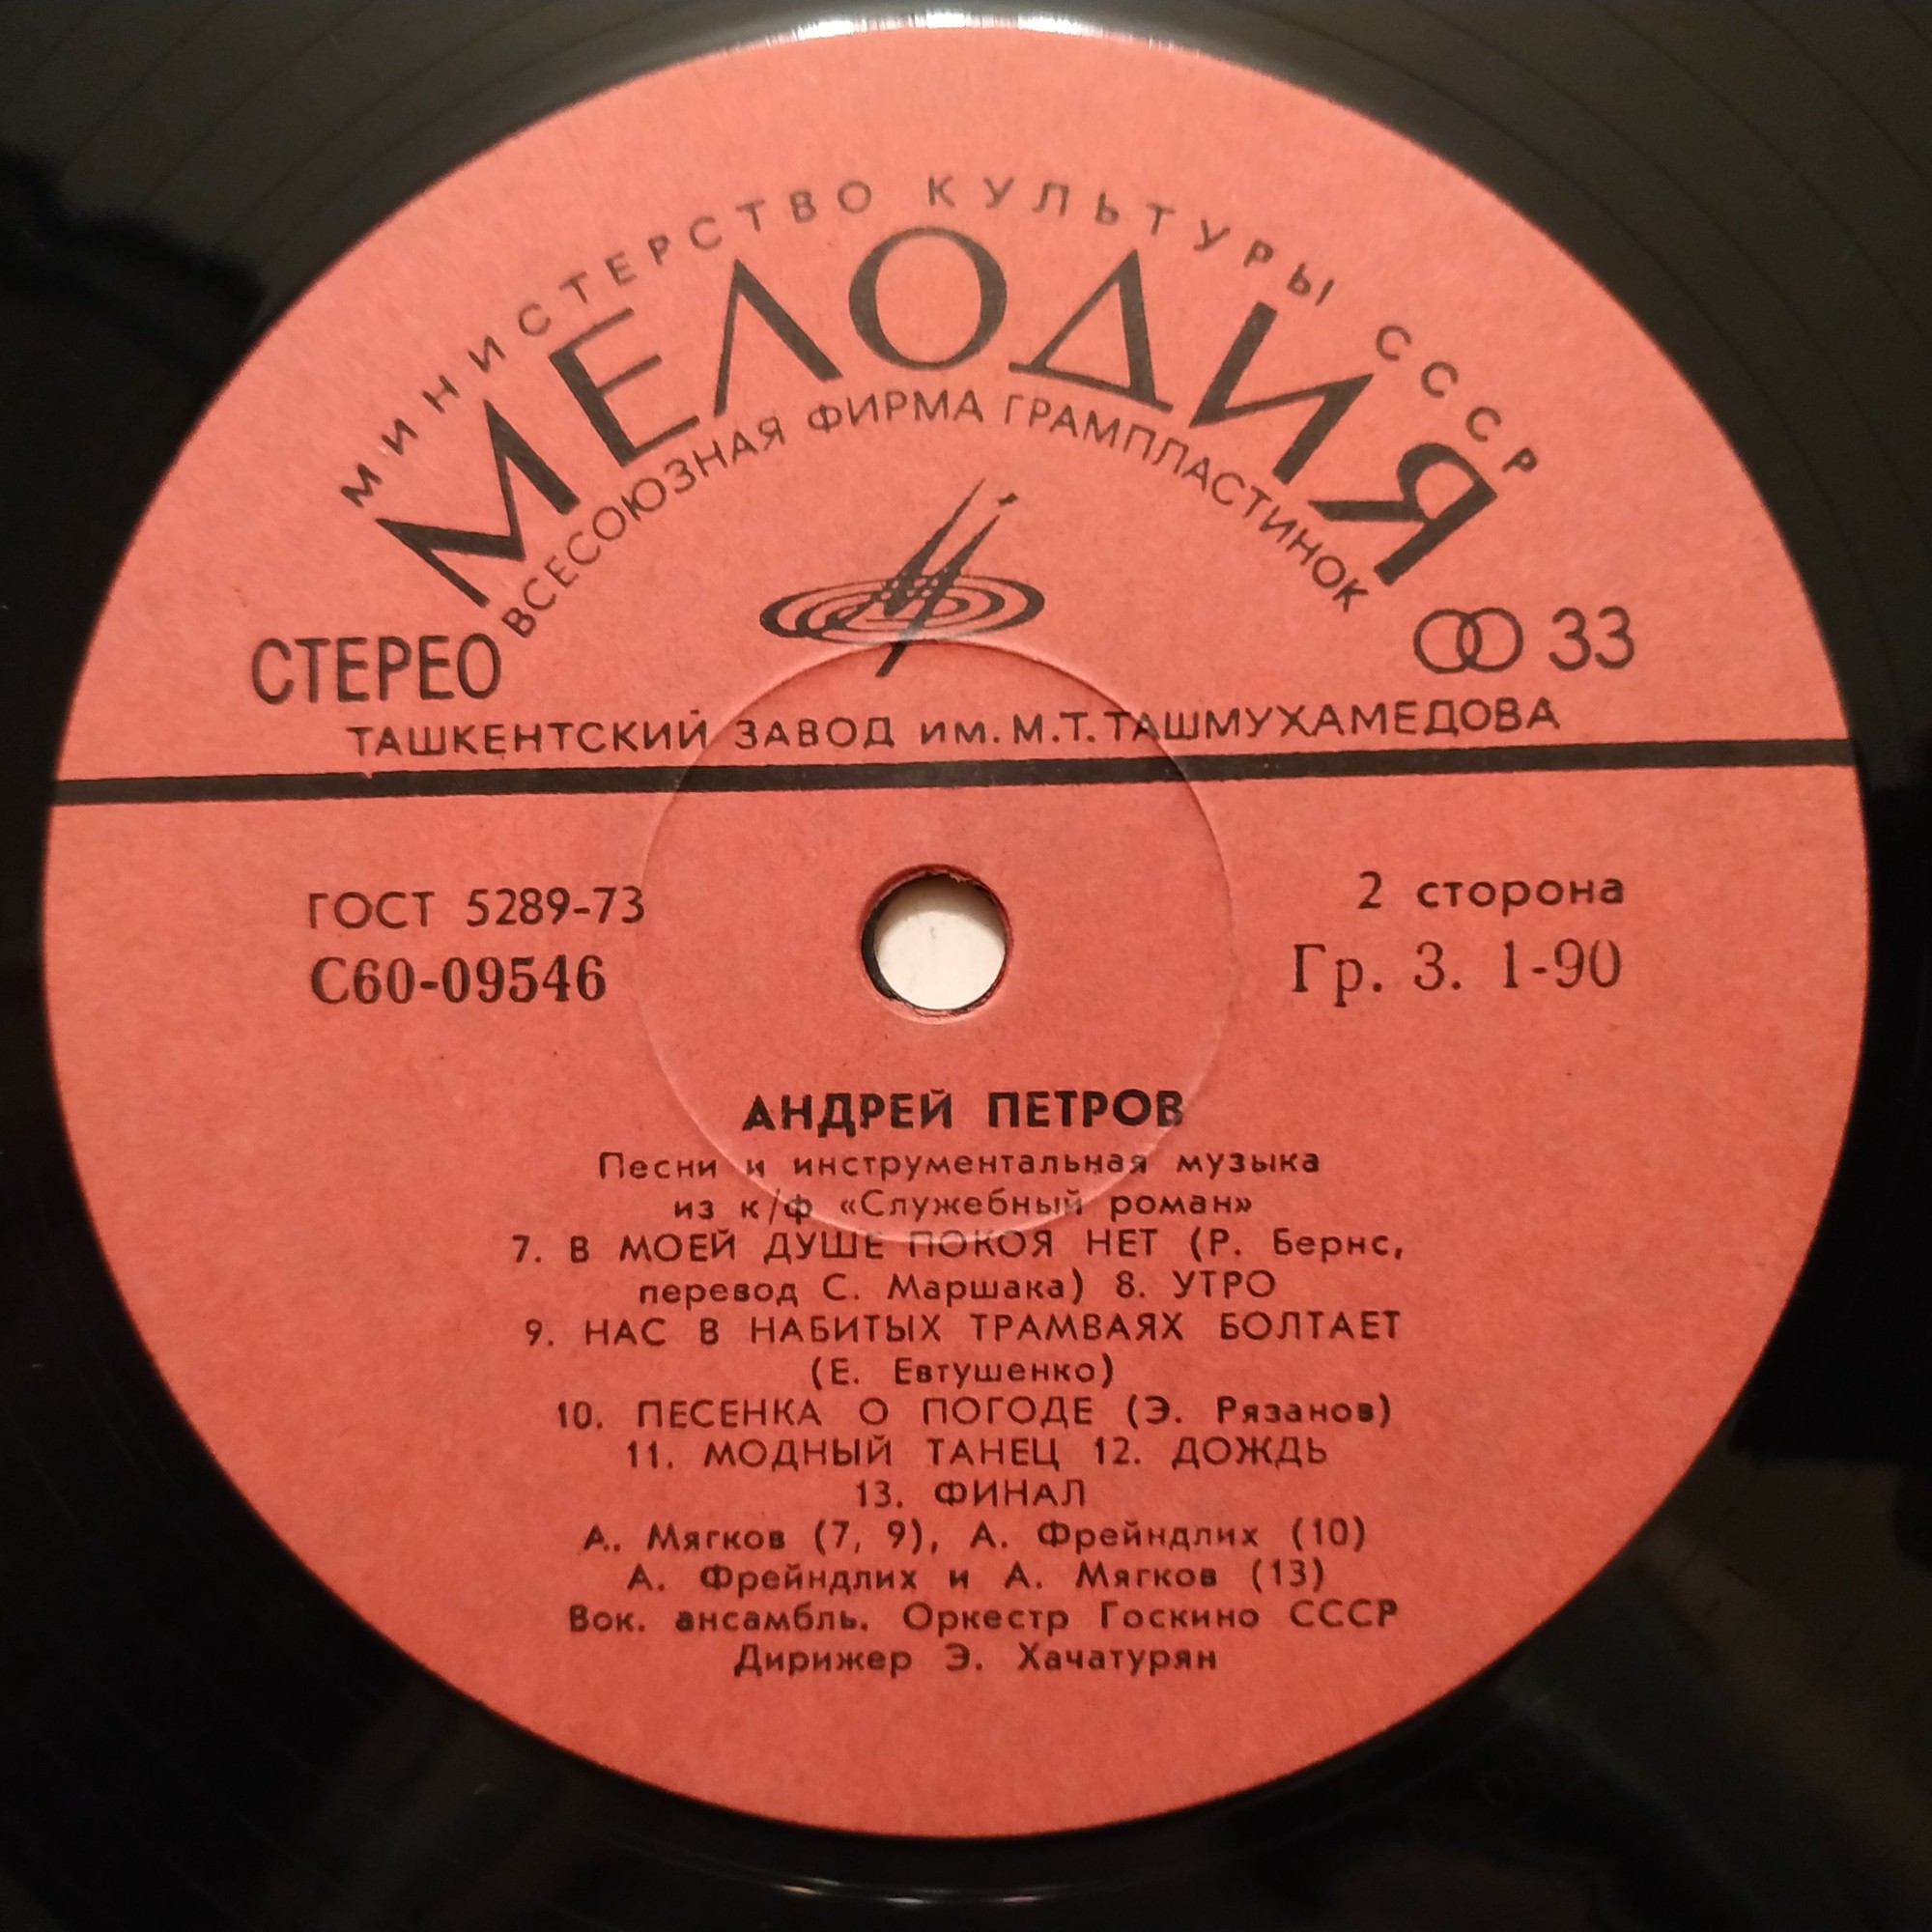 МИНИСТЕРСТВО КУЛЬТУРЫ СССР
МЕЛОДИЯ
ВСЕСОЮЗНАЯ ФИРМА ГРАМПЛАСТИНОК
СТЕРЕО
33
ТАШКЕНТСКИЙ ЗАВОД им. М.Т. ТАШМУХАМЕДОВА
ГОСТ 5289-73
2 сторона
С60-09546
Гр. 3. 1-90
АНДРЕЙ ПЕТРОВ
Песни и инструментальная музыка
из к/ф «Служебный роман»
7. В МОЕЙ ДУШЕ ПОКОЯ НЕТ (Р. Бернс,
перевод С. Маршака) 8. УТРО
9. НАС В НАБИТЫХ ТРАМВАЯХ БОЛТАЕТ
(Е. Евтушенко)
10. ПЕСЕНКА О ПОГОДЕ (Э. Рязанов)
11. МОДНЫЙ ТАНЕЦ 12. ДОЖДЬ
13. ФИНАЛ
А. Мягков (7, 9), А. Фрейндлих (10)
А. Фрейндлих и А. Мягков (13)
Вок. ансамбль. Оркестр Госкино СССР
Дирижер Э. Хачатурян